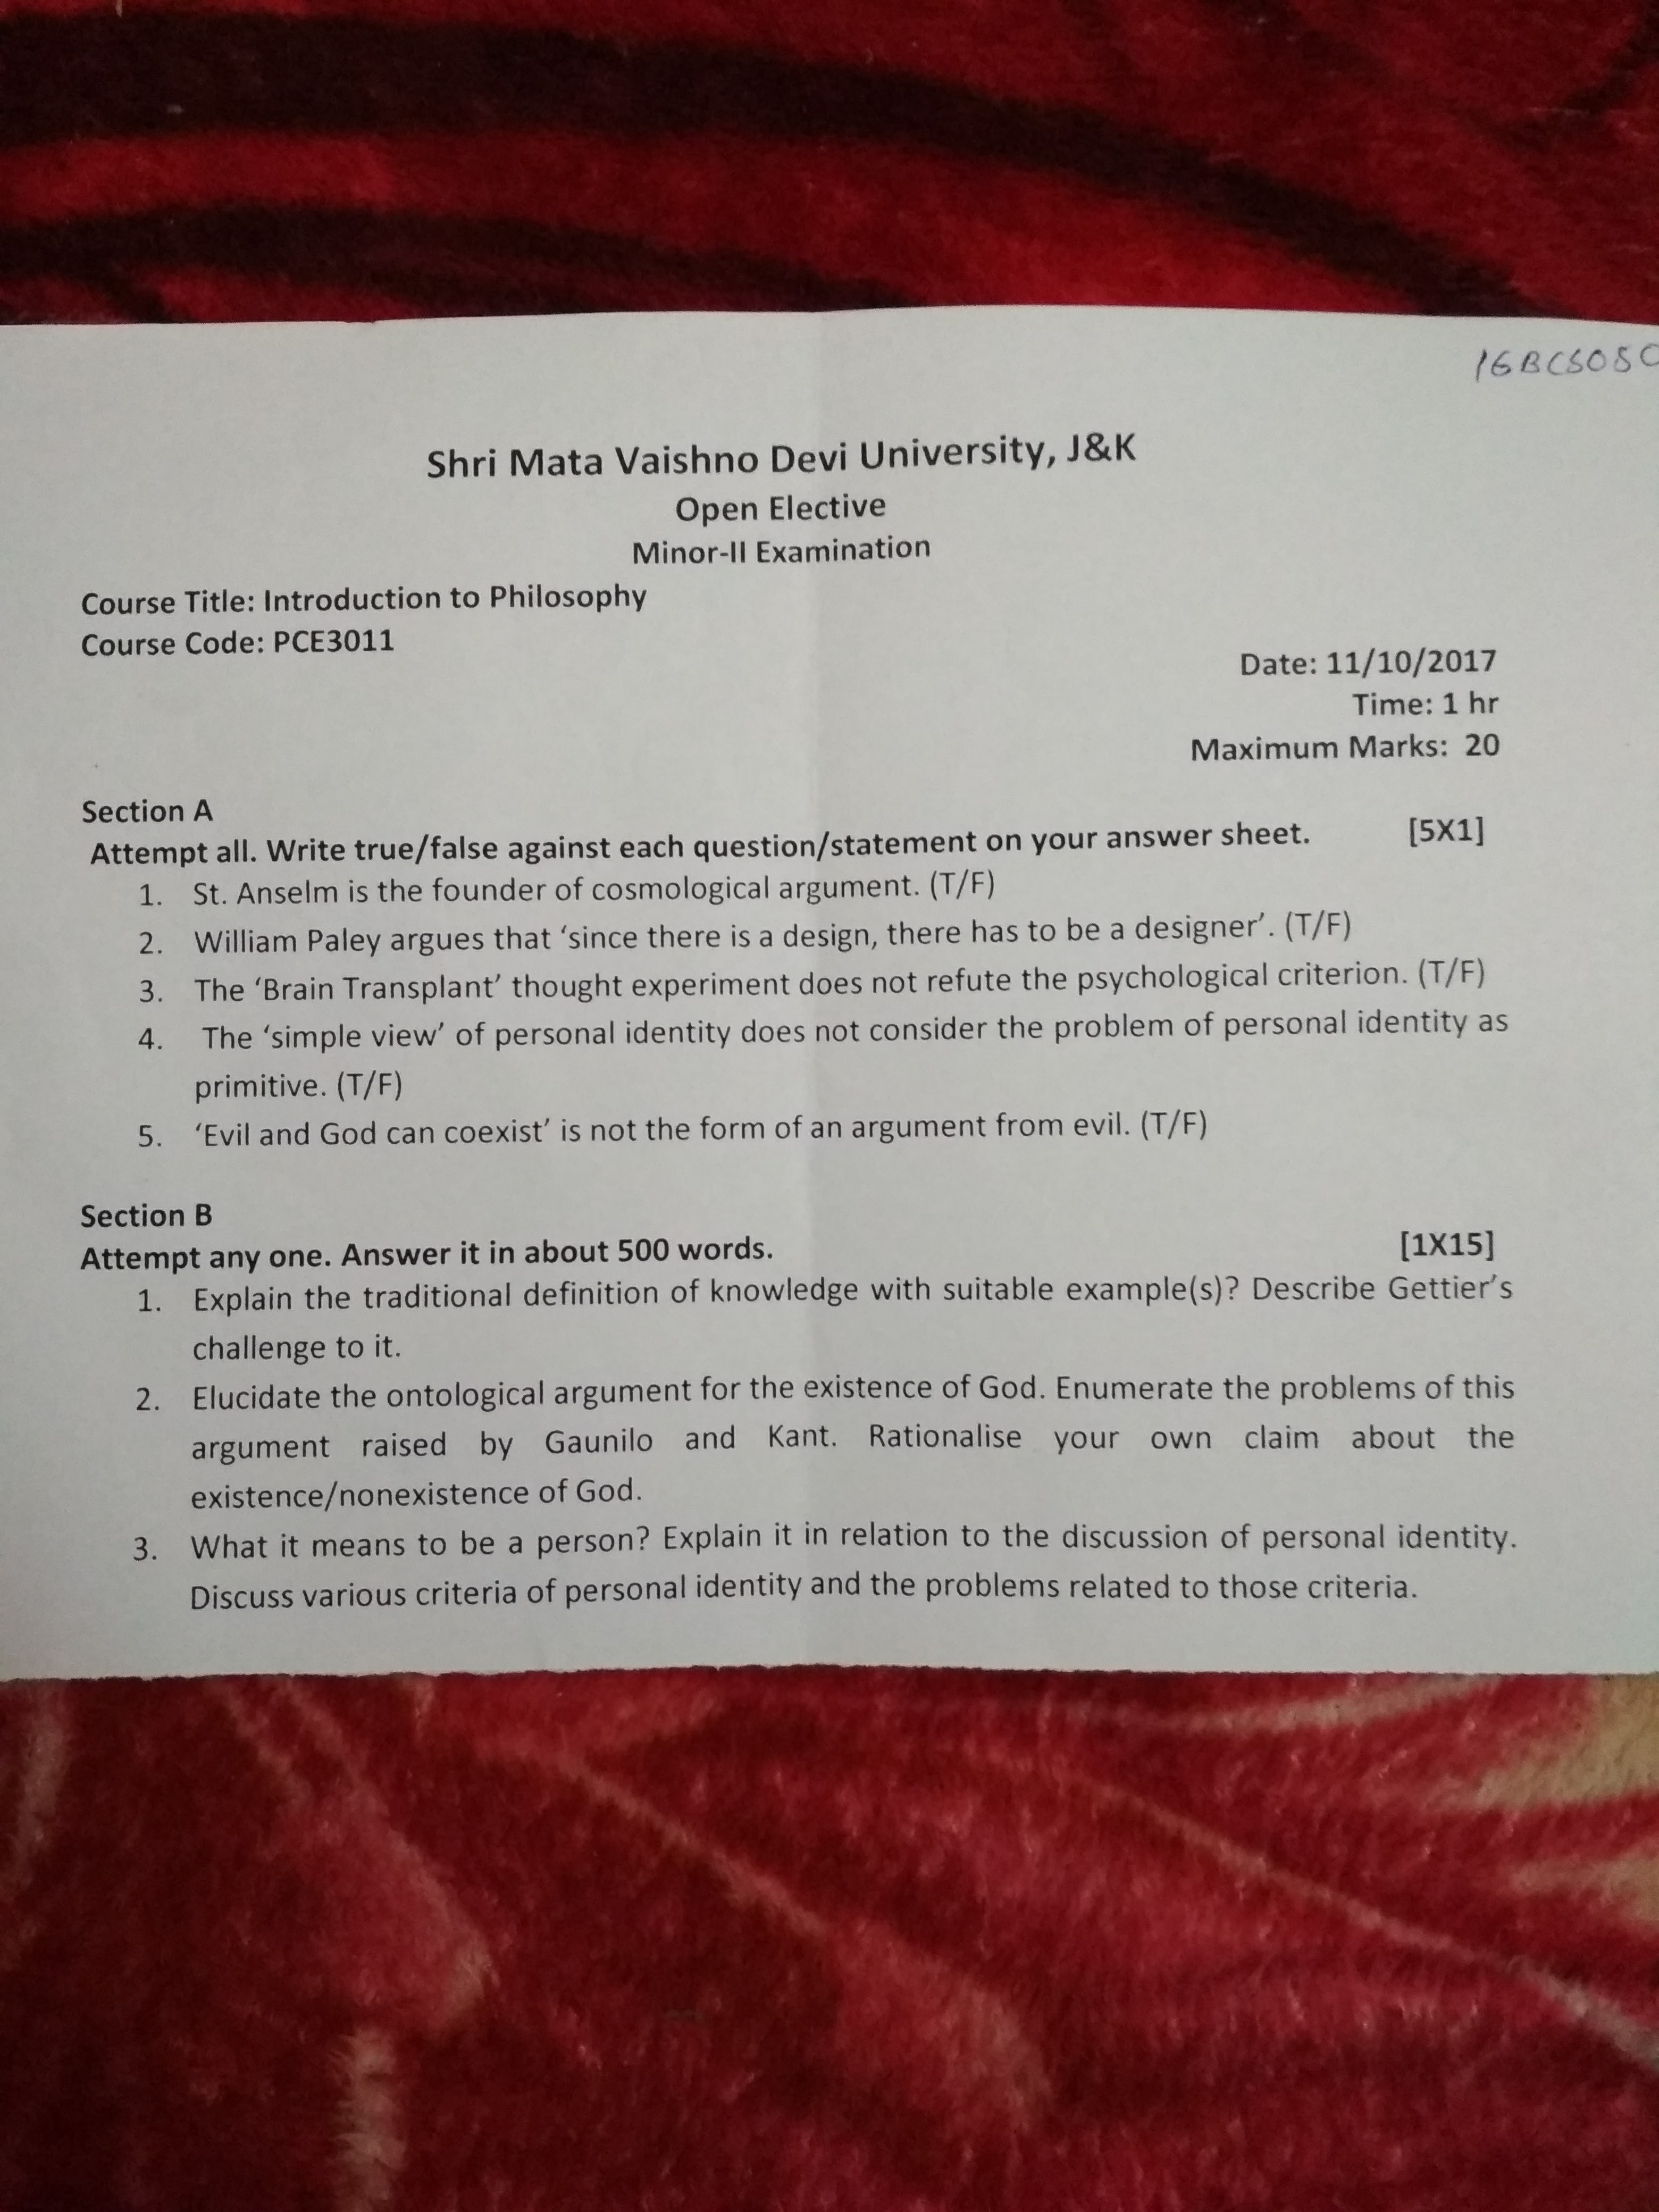 16BCS050
Shri Mata Vaishno Devi University, J&K
Open Elective
Minor-II Examination
Course Title: Introduction to Philosophy
Course Code: PCE3011
Date: 11/10/2017
Time: 1 hr
Maximum Marks: 20
Section A
Attempt all. Write true/false against each question/statement on your answer sheet. [5X1]
1. St. Anselm is the founder of cosmological argument. (T/F)
2. William Paley argues that ‘since there is a design, there has to be a designer’. (T/F)
3. The ‘Brain Transplant’ thought experiment does not refute the psychological criterion. (T/F)
4. The ‘simple view’ of personal identity does not consider the problem of personal identity as
primitive. (T/F)
5. ‘Evil and God can coexist’ is not the form of an argument from evil. (T/F)
Section B
Attempt any one. Answer it in about 500 words. [1X15]
1. Explain the traditional definition of knowledge with suitable example(s)? Describe Gettier’s
challenge to it.
2. Elucidate the ontological argument for the existence of God. Enumerate the problems of this
argument raised by Gaunilo and Kant. Rationalise your own claim about the
existence/nonexistence of God.
3. What it means to be a person? Explain it in relation to the discussion of personal identity.
Discuss various criteria of personal identity and the problems related to those criteria.